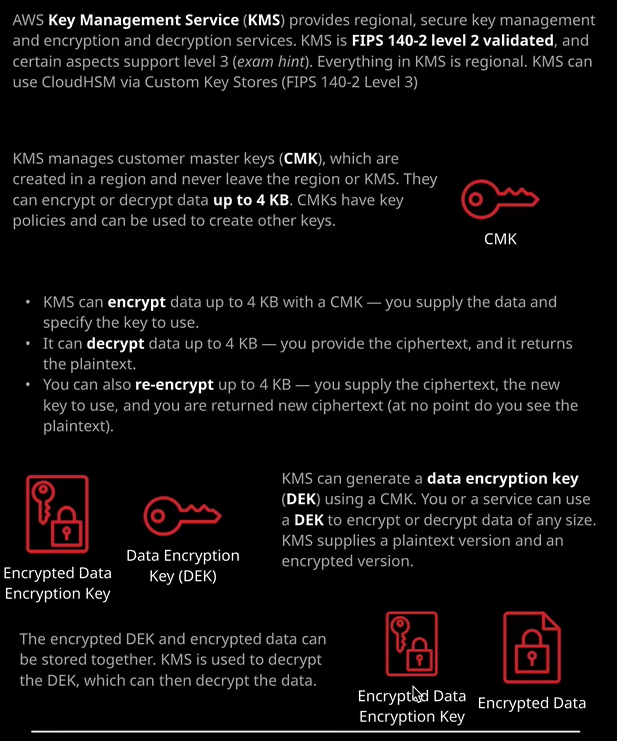 AWS Key Management Service (KMS) provides regional, secure key management
and encryption and decryption services. KMS is FIPS 140-2 level 2 validated, and
certain aspects support level 3 (exam hint). Everything in KMS is regional. KMS can
use CloudHSM via Custom Key Stores (FIPS 140-2 Level 3)
KMS manages customer master keys (CMK), which are
created in a region and never leave the region or KMS. They
can encrypt or decrypt data up to 4 KB. CMKs have key
policies and can be used to create other keys.
CMK
• KMS can encrypt data up to 4 KB with a CMK — you supply the data and
specify the key to use.
• It can decrypt data up to 4 KB — you provide the ciphertext, and it returns
the plaintext.
• You can also re-encrypt up to 4 KB — you supply the ciphertext, the new
key to use, and you are returned new ciphertext (at no point do you see the
plaintext).
Encrypted Data
Encryption Key
Data Encryption
Key (DEK)
KMS can generate a data encryption key
(DEK) using a CMK. You or a service can use
a DEK to encrypt or decrypt data of any size.
KMS supplies a plaintext version and an
encrypted version.
The encrypted DEK and encrypted data can
be stored together. KMS is used to decrypt
the DEK, which can then decrypt the data.
Encrypted Data
Encryption Key
Encrypted Data